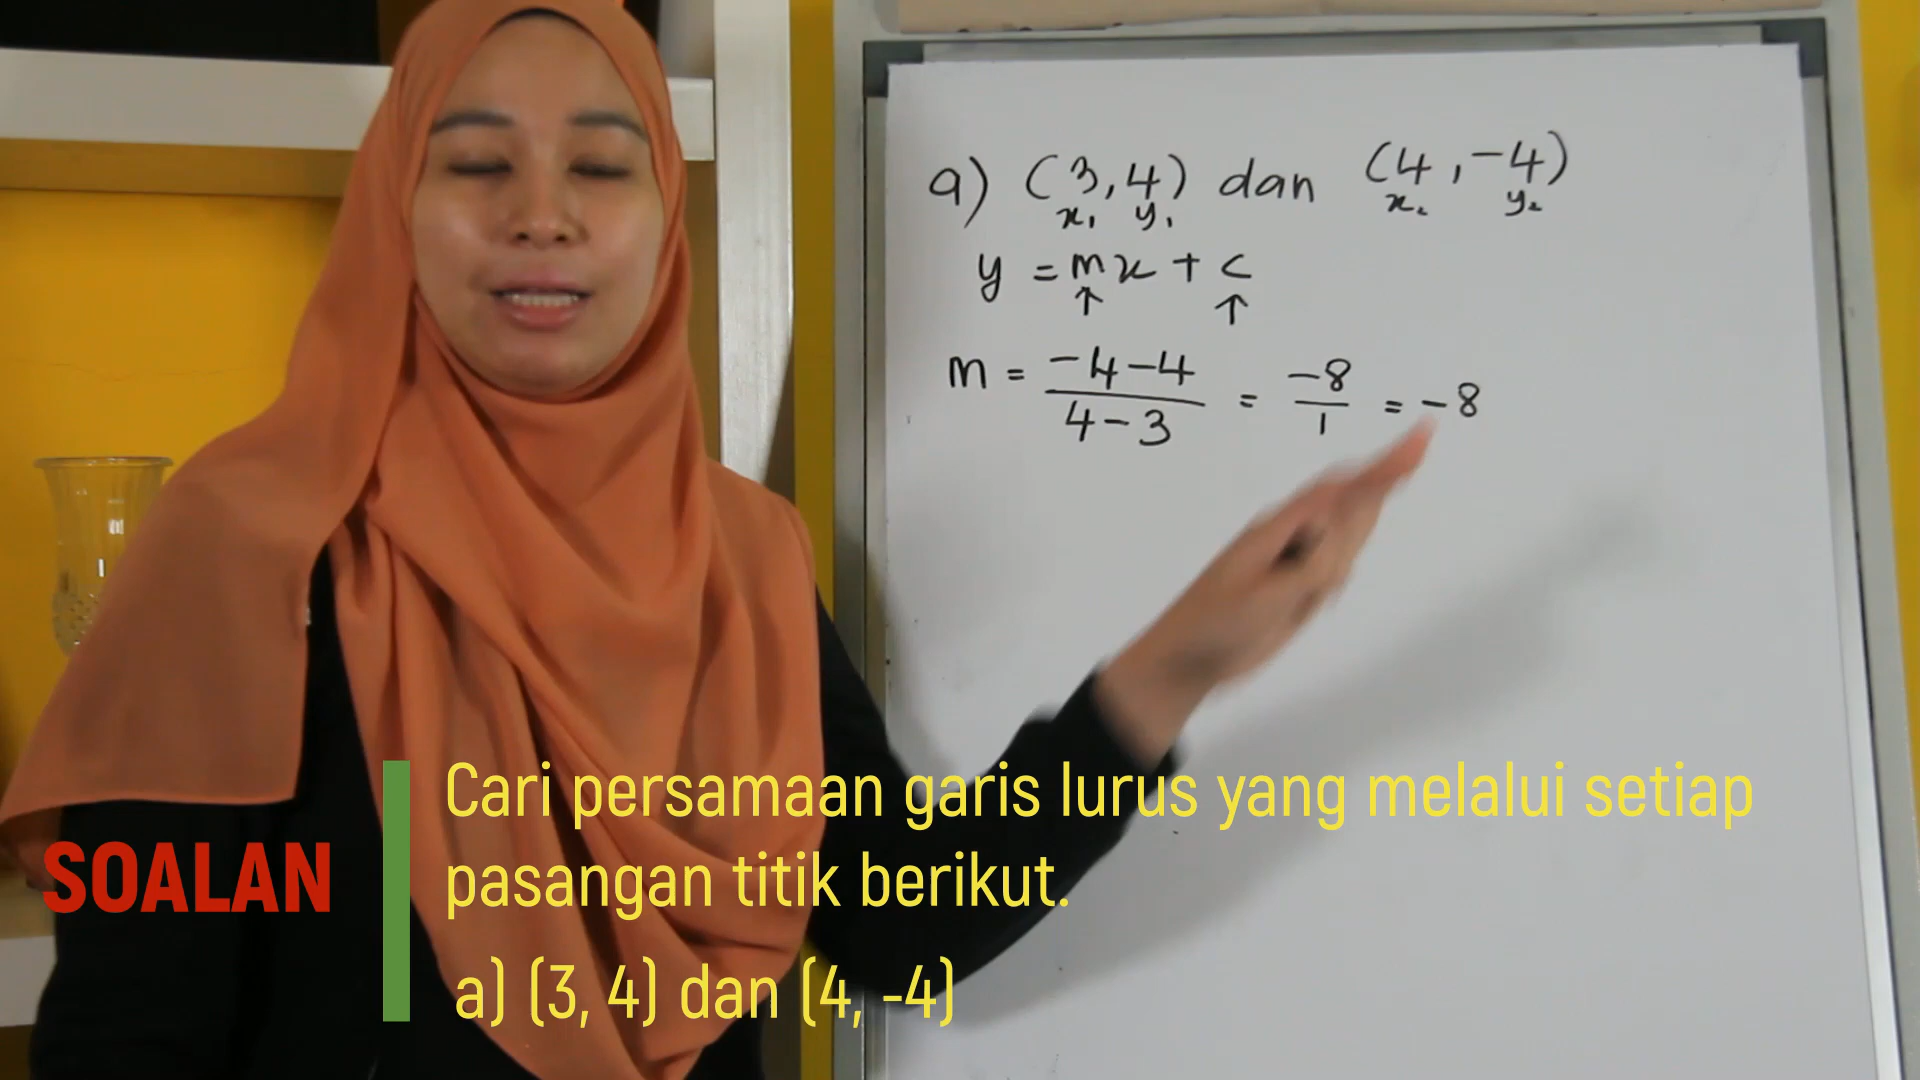 a) (3, 4) dan (4, -4)
x₁ y₁ x₂ y₂
y = mx + c
↑ ↑
m = -4-4 / 4-3 = -8 / 1 = -8
SOALAN
Cari persamaan garis lurus yang melalui setiap
pasangan titik berikut.
a) (3, 4) dan (4, -4)